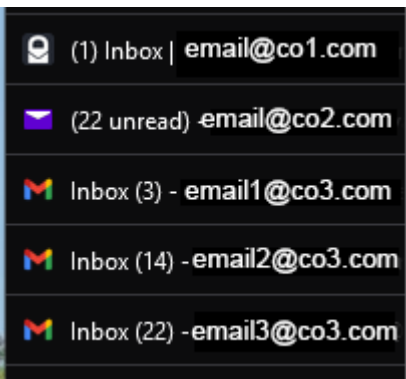 (1) Inbox | email@co1.com
(22 unread) -email@co2.com
Inbox (3) - email1@co3.com
Inbox (14) -email2@co3.com
Inbox (22) -email3@co3.com